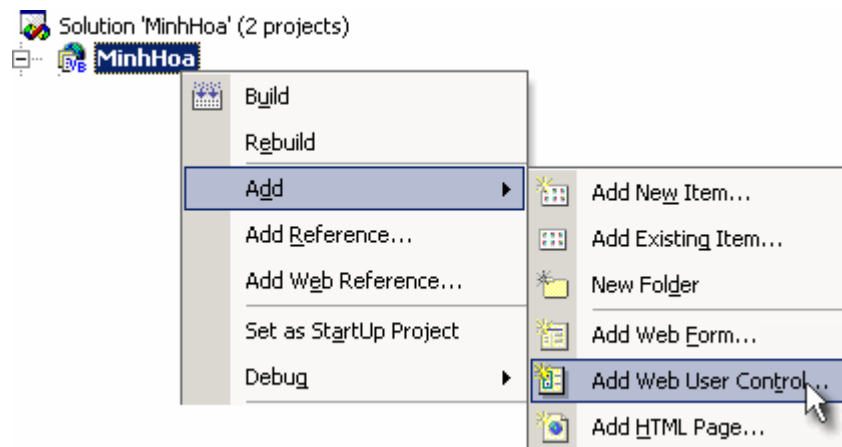 Solution 'MinhHoa' (2 projects)
VB MinhHoa
Build
Rebuild
Add
Add New Item...
Add Reference...
Add Existing Item...
Add Web Reference...
New Folder
Set as StartUp Project
Add Web Form...
Debug
Add Web User Control...
Add HTML Page...